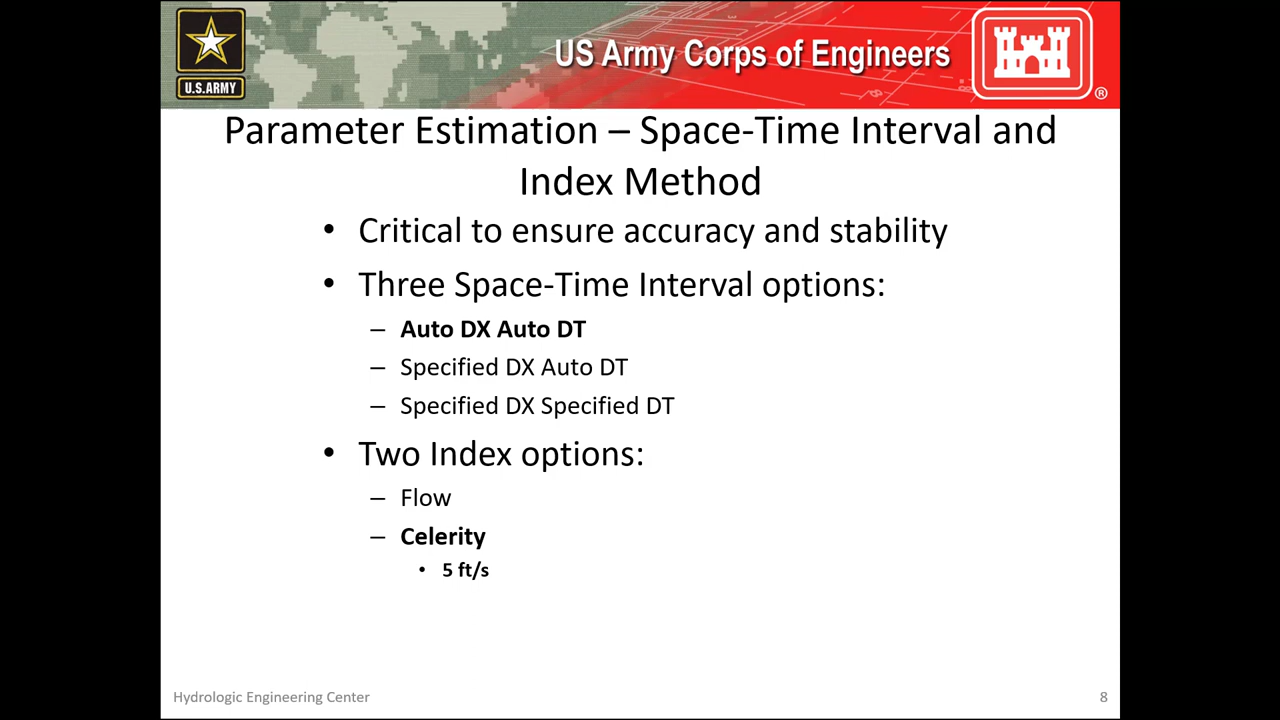 U.S.ARMY
US Army Corps of Engineers
®
Parameter Estimation – Space-Time Interval and
Index Method
• Critical to ensure accuracy and stability
• Three Space-Time Interval options:
– Auto DX Auto DT
– Specified DX Auto DT
– Specified DX Specified DT
• Two Index options:
– Flow
– Celerity
• 5 ft/s
Hydrologic Engineering Center
8